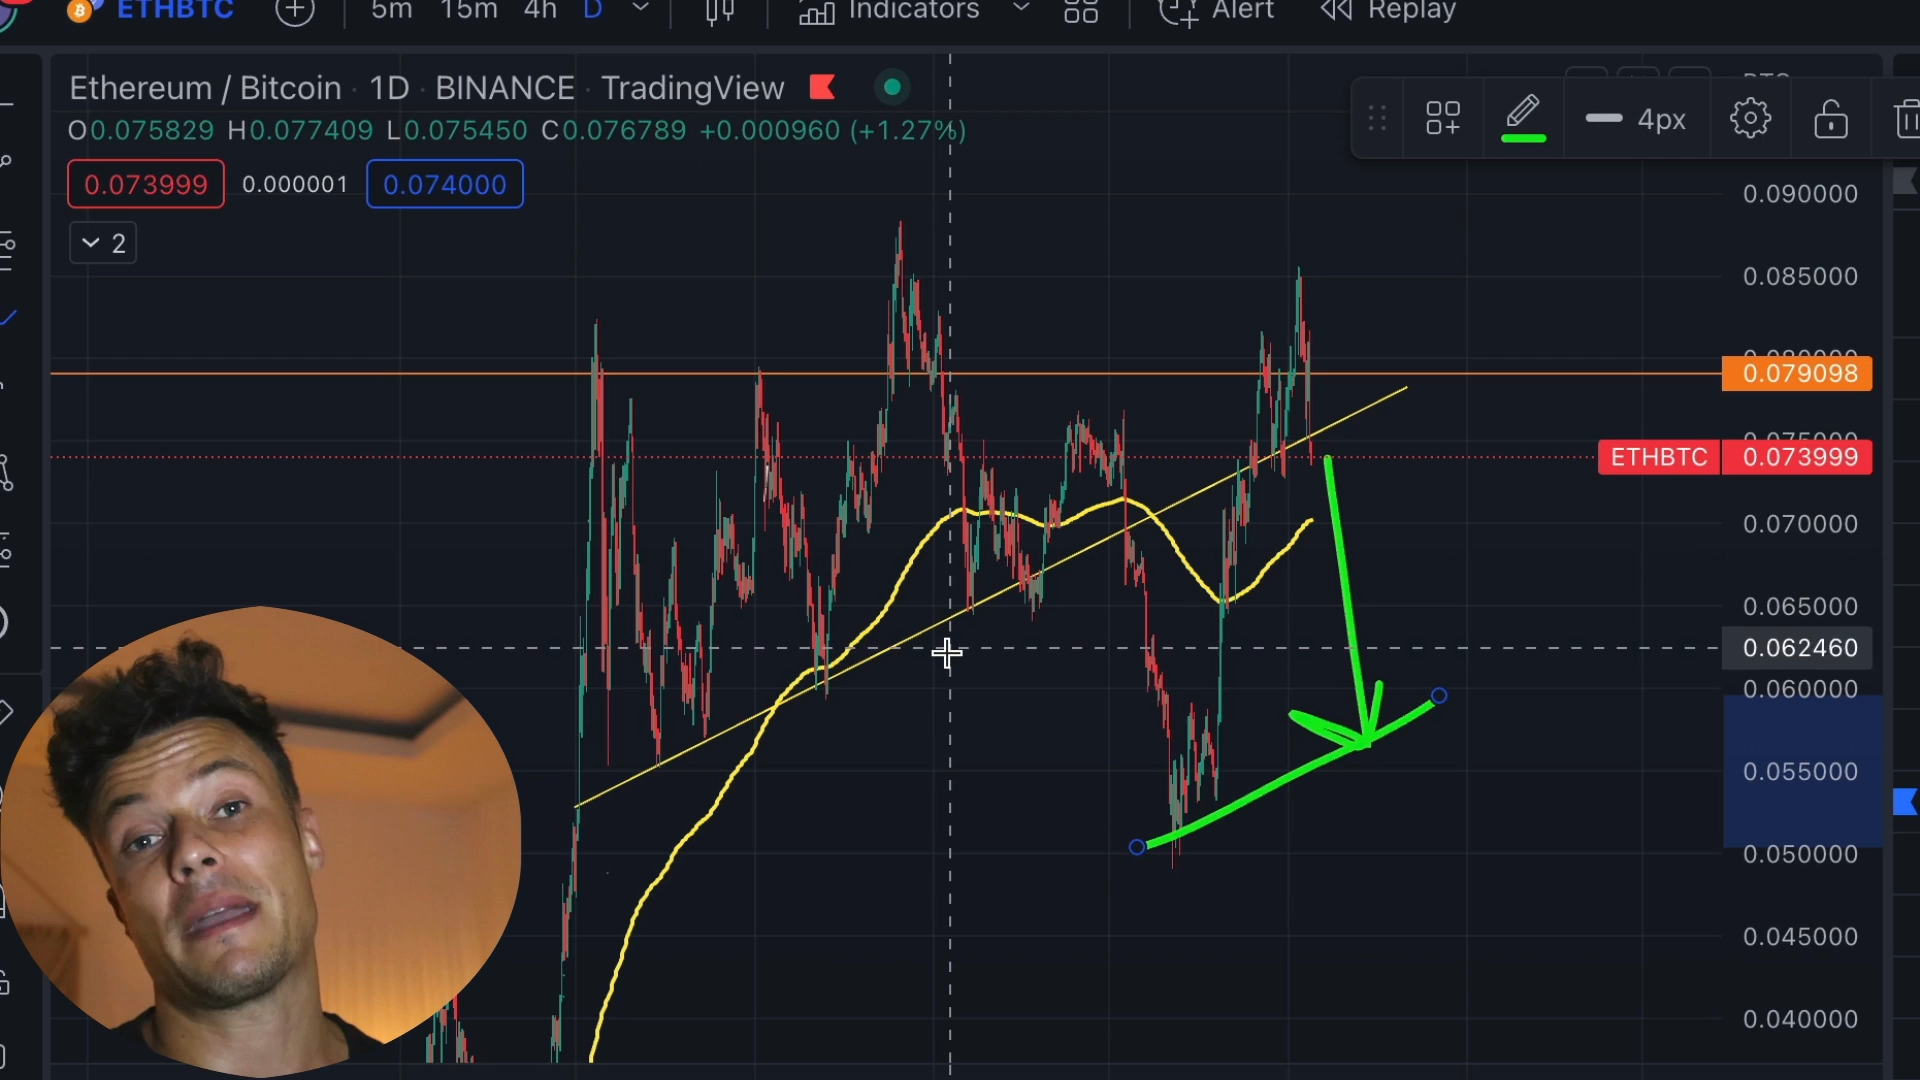 ETHBTC 5m 15m 4h D Indicators Alert Replay
Ethereum / Bitcoin · 1D · BINANCE · TradingView
O0.075829 H0.077409 L0.075450 C0.076789 +0.000960 (+1.27%)
4px
0.073999 0.000001 0.074000
2
0.090000
0.085000
0.079098
ETHBTC 0.073999
0.070000
0.065000
0.062460
0.060000
0.055000
0.050000
0.045000
0.040000